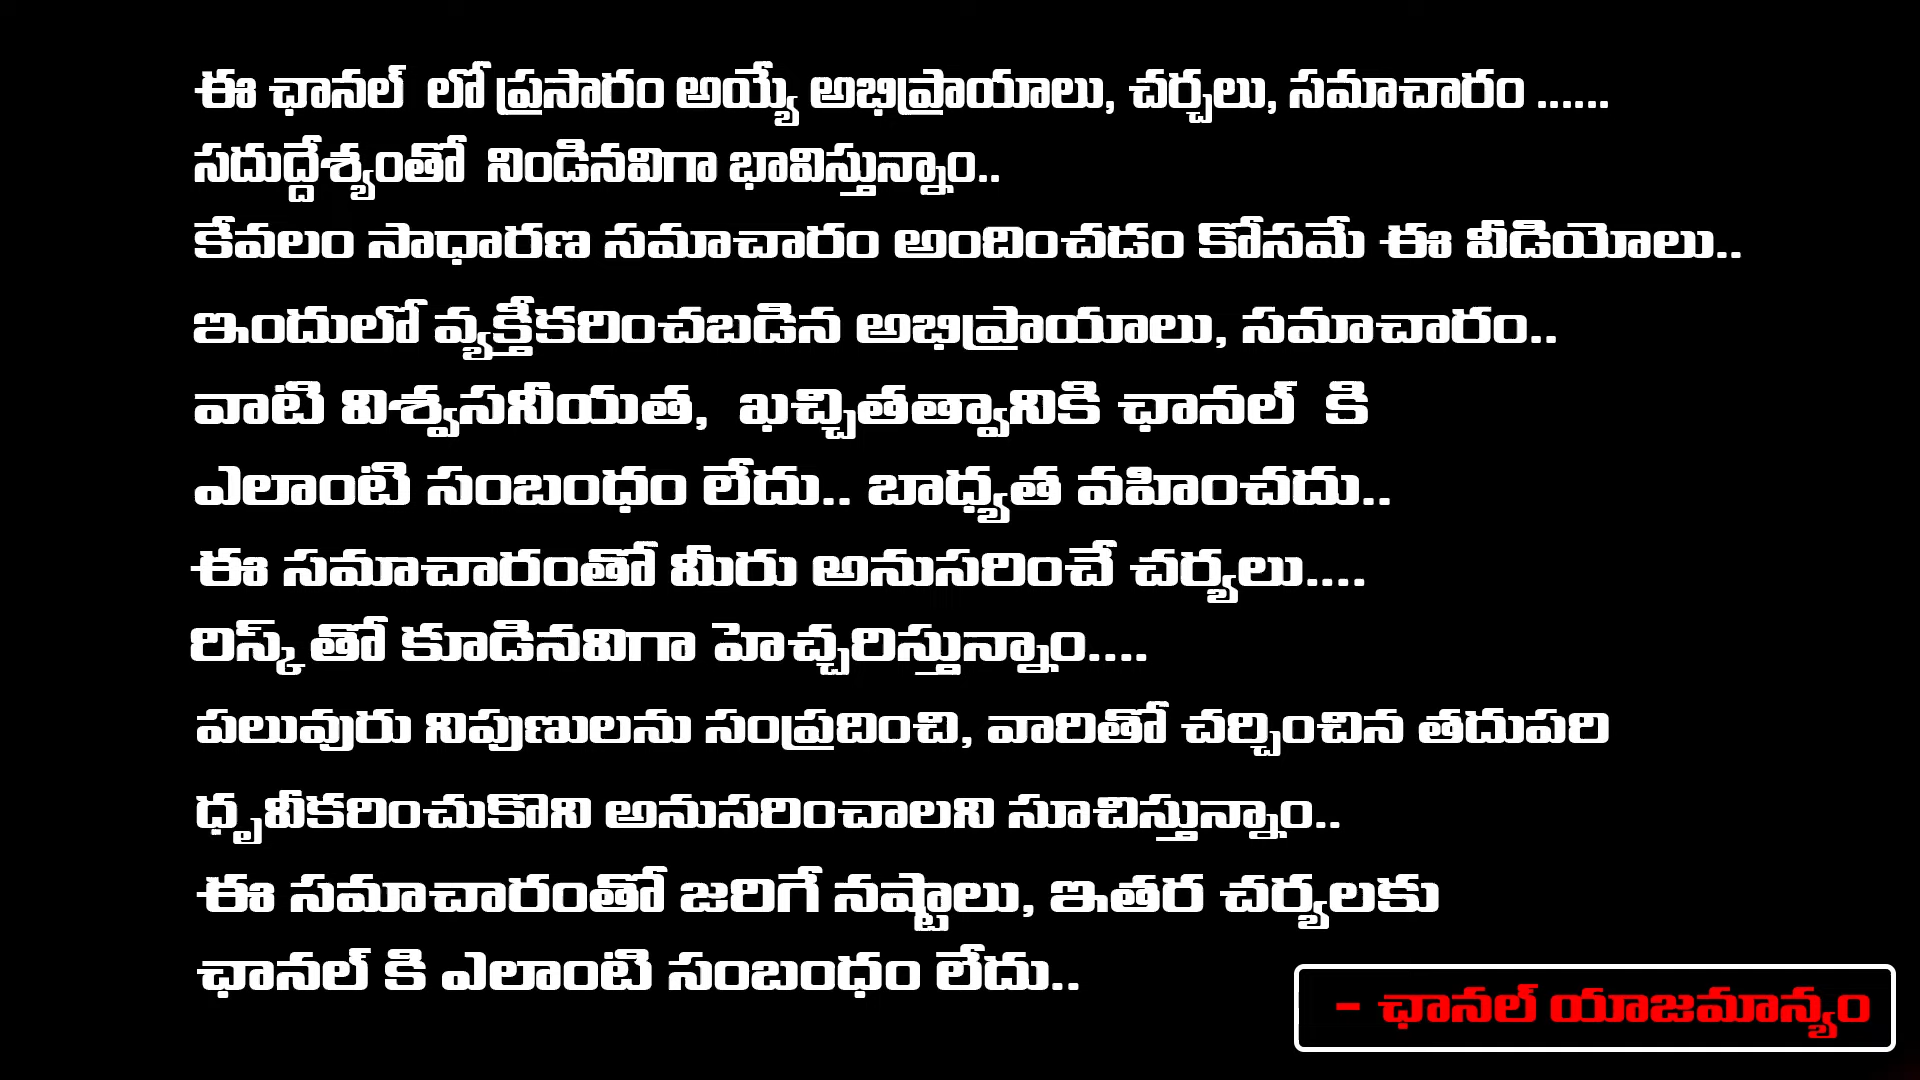 ఈ ఛానల్ లో ప్రసారం అయ్యే అభిప్రాయాలు, చర్చలు, సమాచారం ......
సదుద్దేశ్యంతో నిండినవిగా భావిస్తున్నాం..
కేవలం సాధారణ సమాచారం అందించడం కోసమే ఈ వీడియోలు..
ఇందులో వ్యక్తీకరించబడిన అభిప్రాయాలు, సమాచారం..
వాటి విశ్వసనీయత, ఖచ్చితత్వానికి ఛానల్ కి
ఎలాంటి సంబంధం లేదు.. బాధ్యత వహించదు..
ఈ సమాచారంతో మీరు అనుసరించే చర్యలు....
రిస్క్ తో కూడినవిగా హెచ్చరిస్తున్నాం....
పలువురు నిపుణులను సంప్రదించి, వారితో చర్చించిన తదుపరి
ధృవీకరించుకొని అనుసరించాలని సూచిస్తున్నాం..
ఈ సమాచారంతో జరిగే నష్టాలు, ఇతర చర్యలకు
ఛానల్ కి ఎలాంటి సంబంధం లేదు..
- ఛానల్ యాజమాన్యం